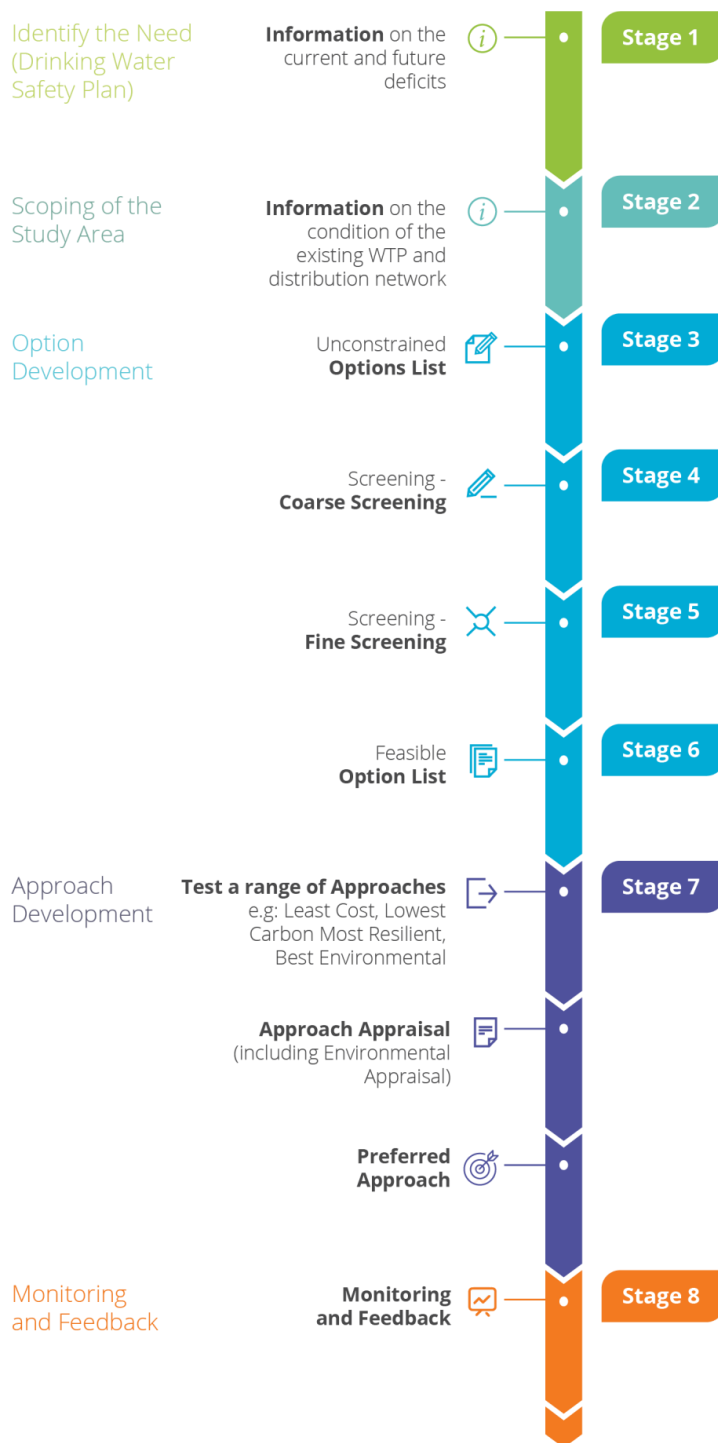 Identify the Need
(Drinking Water
Safety Plan)
Information on the
current and future
deficits
i
Stage 1
Scoping of the
Study Area
Information on the
condition of the
existing WTP and
distribution network
i
Stage 2
Option
Development
Unconstrained
Options List
Stage 3
Screening -
Coarse Screening
Stage 4
Screening -
Fine Screening
Stage 5
Feasible
Option List
Stage 6
Approach
Development
Test a range of Approaches
e.g: Least Cost, Lowest
Carbon Most Resilient,
Best Environmental
Stage 7
Approach Appraisal
(including Environmental
Appraisal)
Preferred
Approach
Monitoring
and Feedback
Monitoring
and Feedback
Stage 8